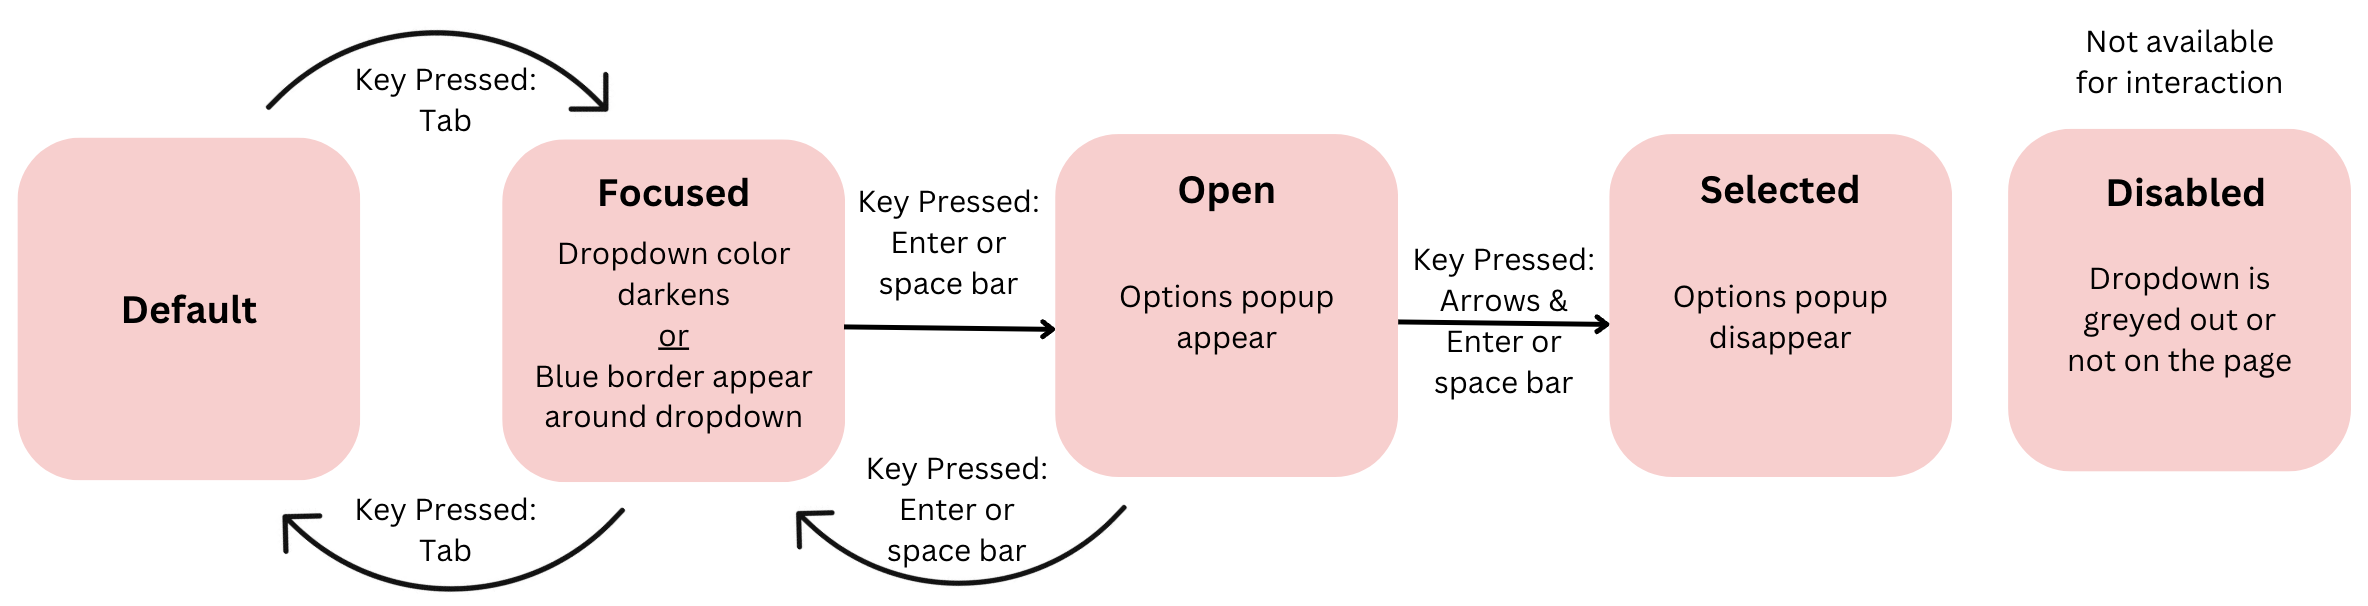 Key Pressed:
Tab
Default
Key Pressed:
Tab
Focused
Dropdown color
darkens
or
Blue border appear
around dropdown
Key Pressed:
Enter or
space bar
Key Pressed:
Enter or
space bar
Open
Options popup
appear
Key Pressed:
Arrows &
Enter or
space bar
Selected
Options popup
disappear
Not available
for interaction
Disabled
Dropdown is
greyed out or
not on the page